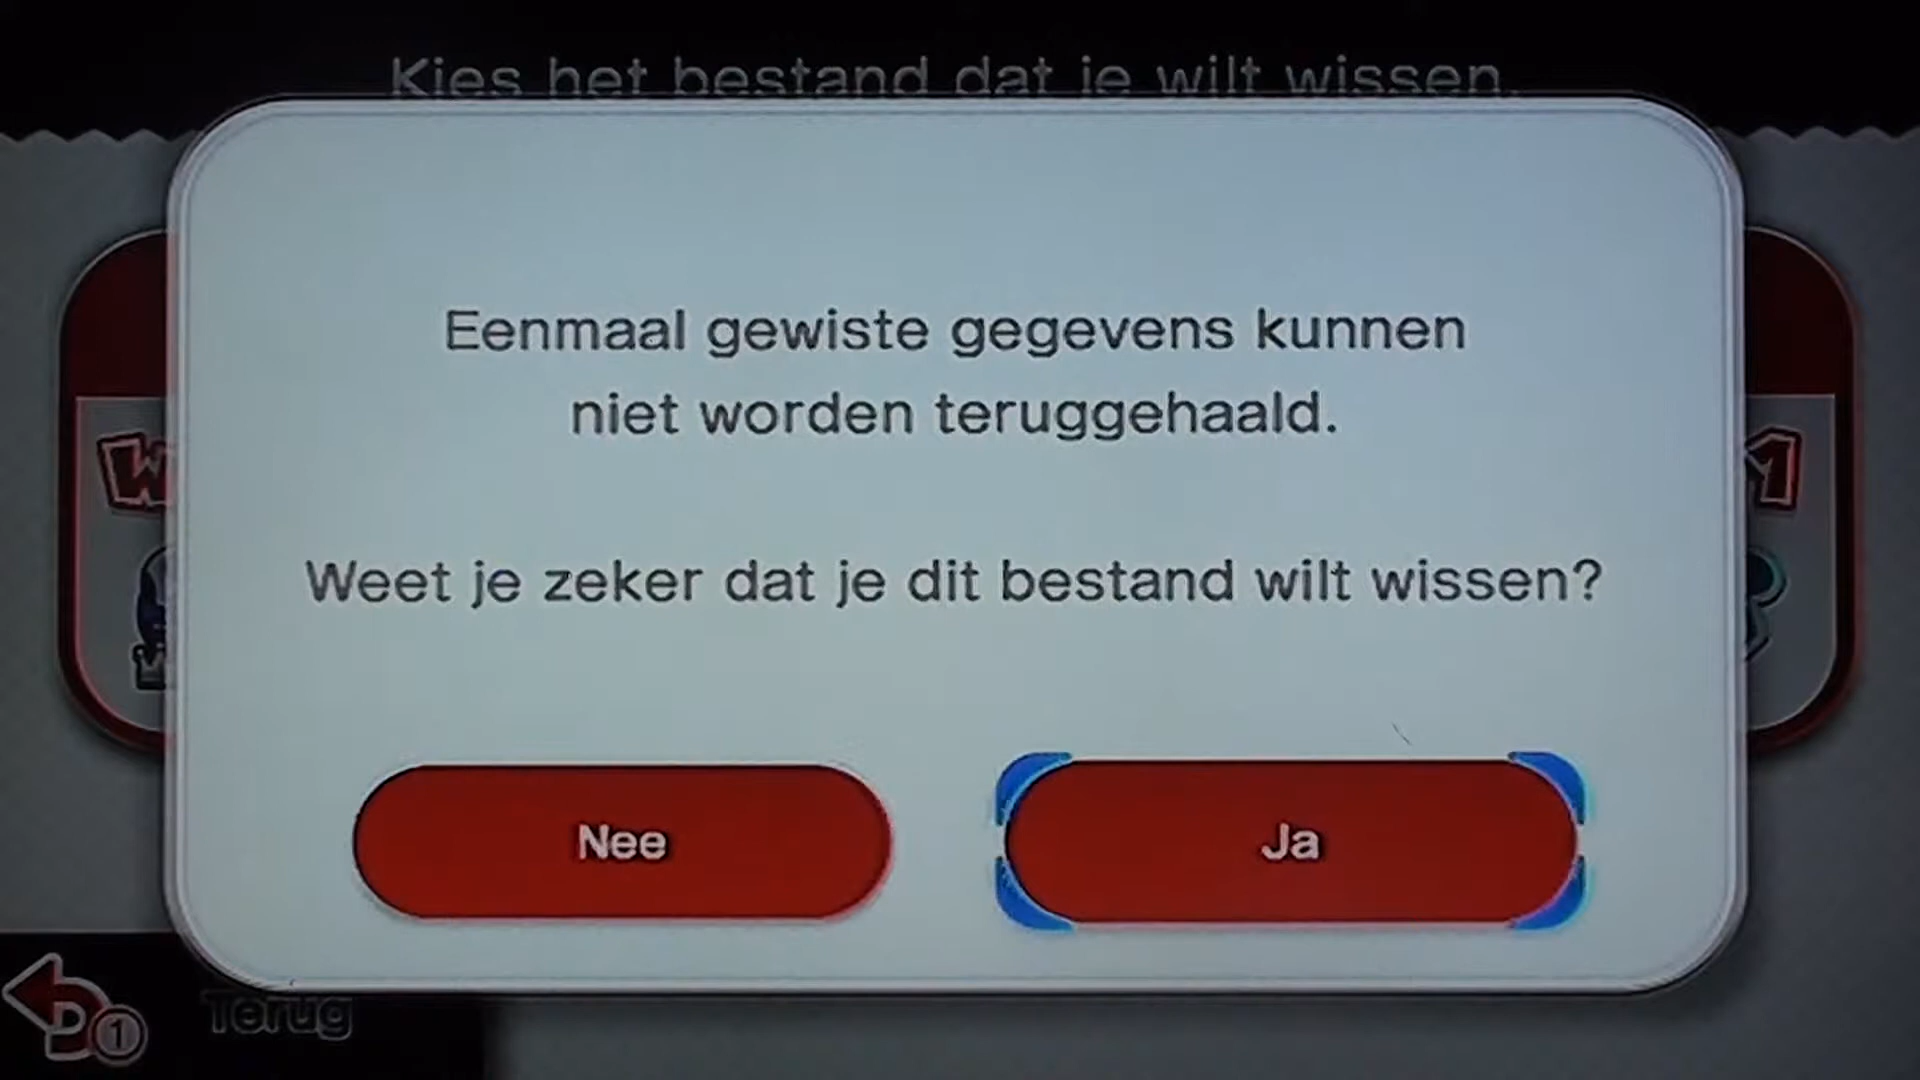 Kies het bestand dat je wilt wissen.
Eenmaal gewiste gegevens kunnen
niet worden teruggehaald.
Weet je zeker dat je dit bestand wilt wissen?
Nee
Ja
1
Terug